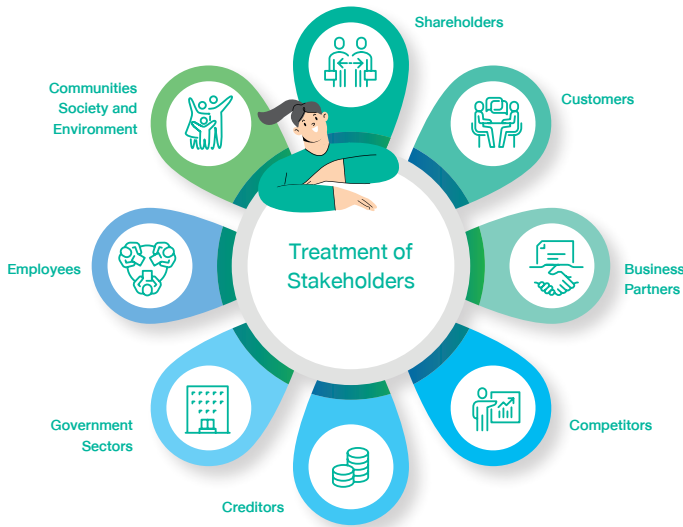 Shareholders
Customers
Business
Partners
Competitors
Creditors
Government
Sectors
Employees
Communities
Society and
Environment
Treatment of
Stakeholders